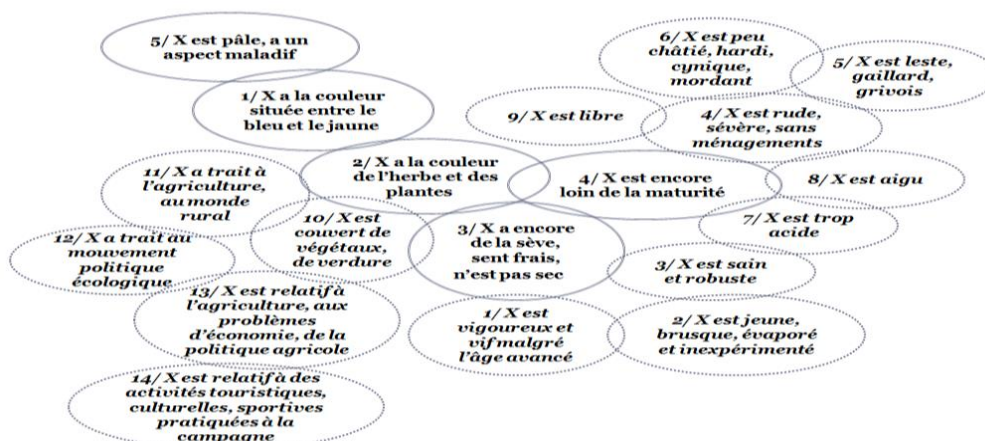 5/ X est pâle, a un
aspect maladif
6/ X est peu
châtié, hardi,
cynique,
mordant
5/ X est leste,
gaillard,
grivois
1/ X a la couleur
située entre le
bleu et le jaune
9/ X est libre
4/ X est rude,
sévère, sans
ménagements
2/ X a la couleur
de l'herbe et des
plantes
4/ X est encore
loin de la maturité
8/ X est aigu
11/ X a trait à
l'agriculture,
au monde
rural
10/ X est
couvert de
végétaux,
de verdure
3/ X a encore
de la sève,
sent frais,
n'est pas sec
7/ X est trop
acide
12/ X a trait au
mouvement
politique
écologique
3/ X est sain
et robuste
13/ X est relatif à
l'agriculture, aux
problèmes
d'économie, de la
politique agricole
1/ X est
vigoureux et
vif malgré
l'âge avancé
2/ X est jeune,
brusque, évaporé
et inexpérimenté
14/ X est relatif à des
activités touristiques,
culturelles, sportives
pratiquées à la
campagne